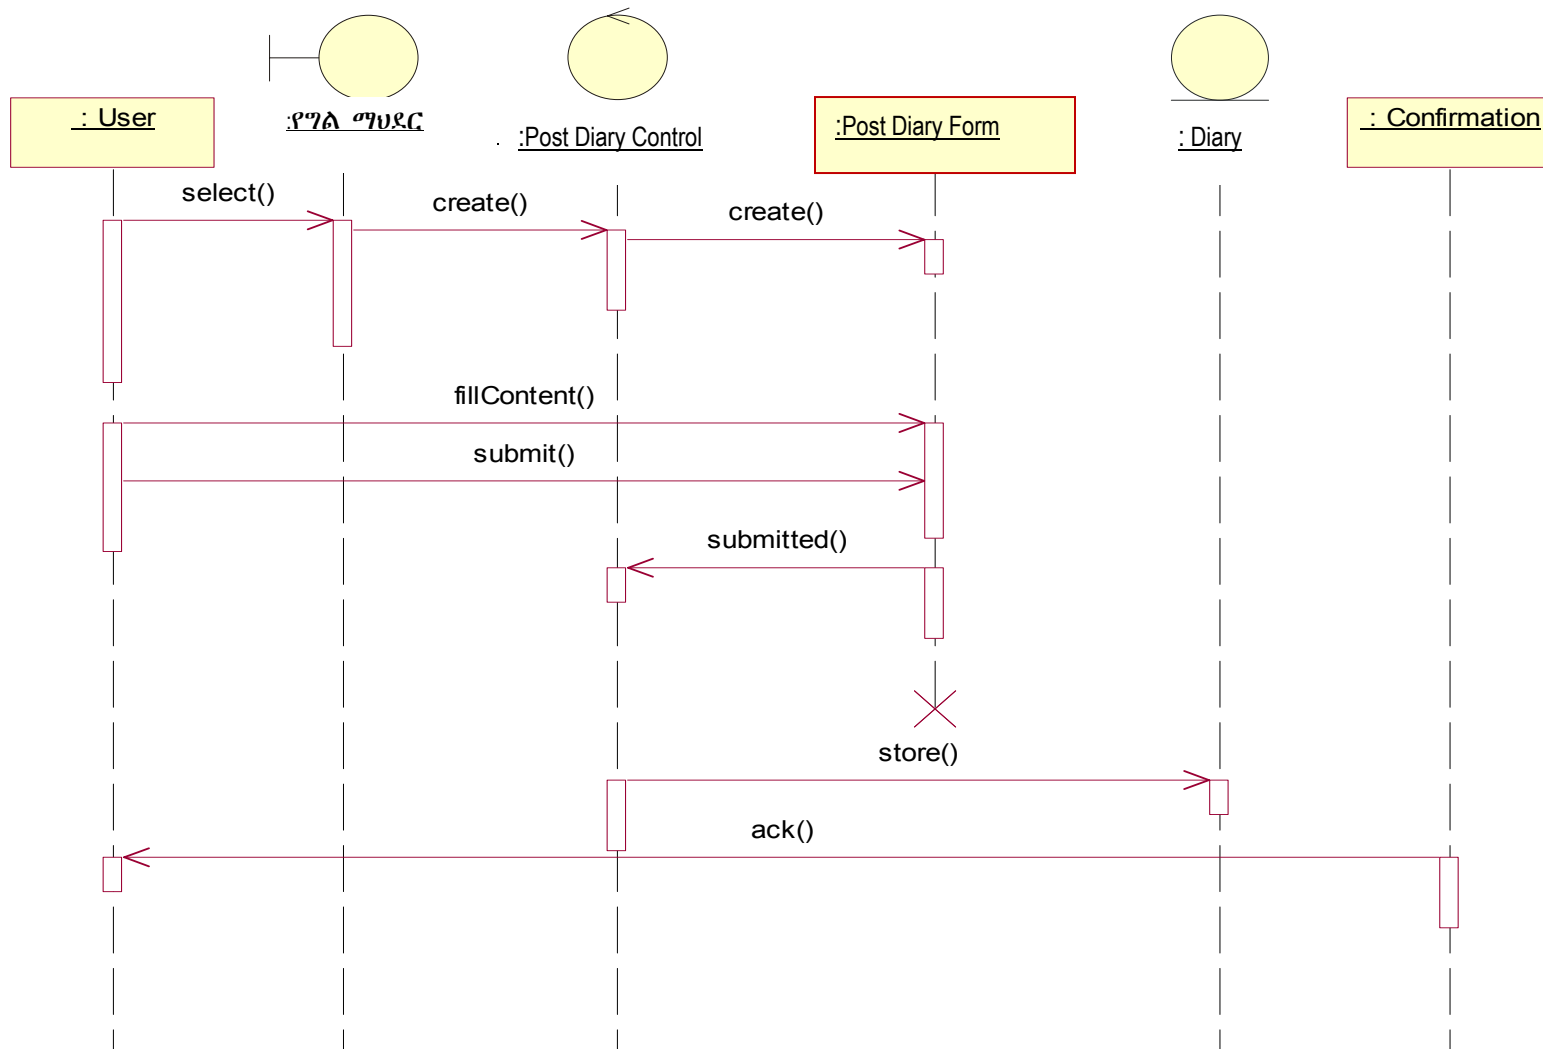 : User
:የግል ማህደር
:Post Diary Control
:Post Diary Form
: Diary
: Confirmation
select()
create()
create()
fillContent()
submit()
submitted()
store()
ack()